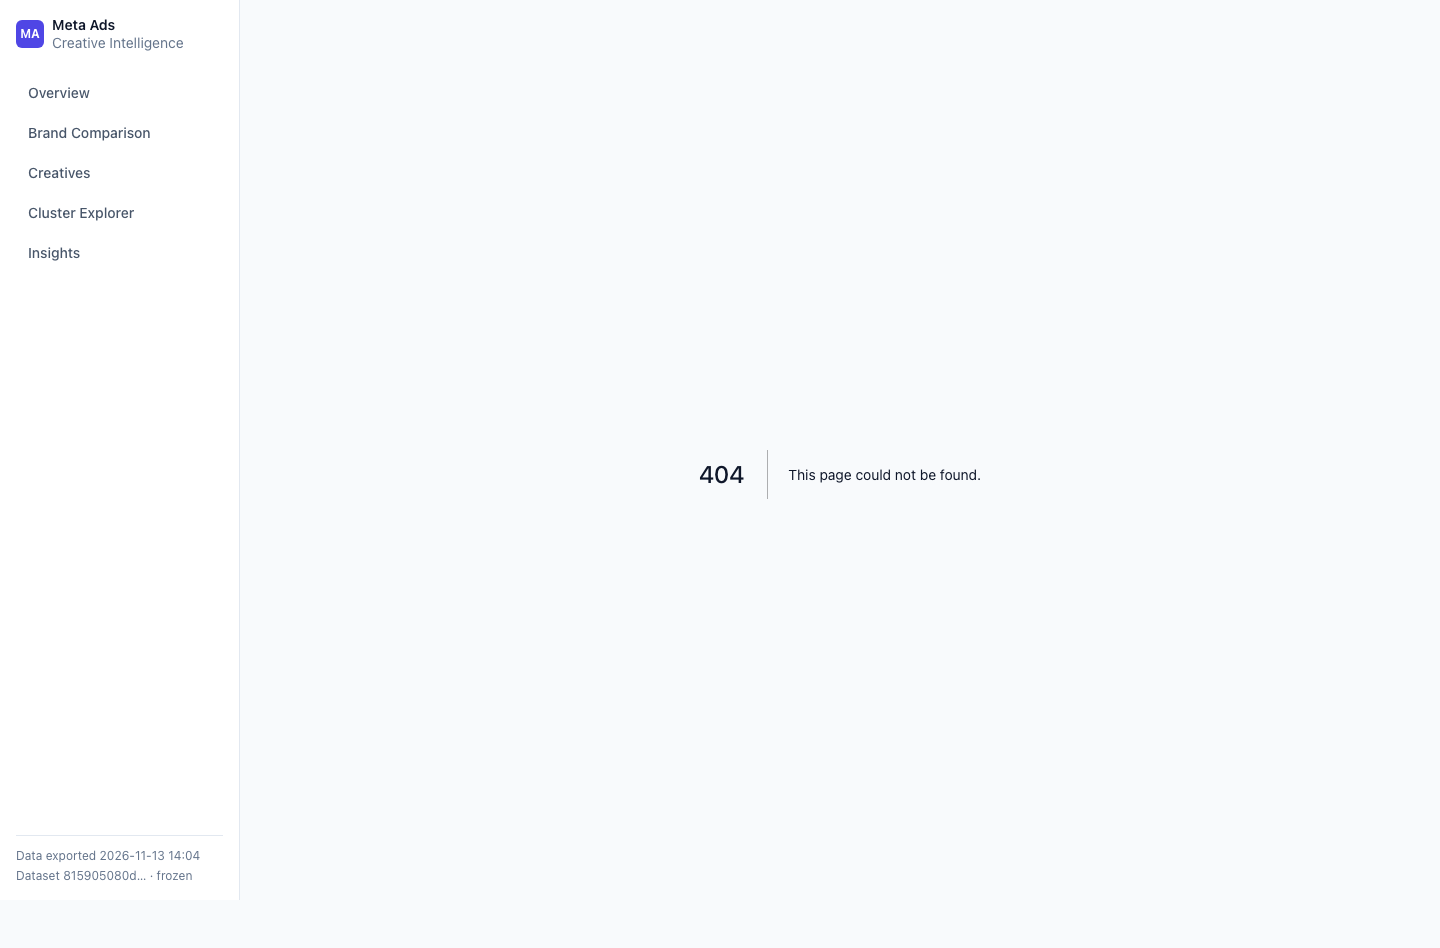 MA
Meta Ads
Creative Intelligence
Overview
Brand Comparison
Creatives
Cluster Explorer
Insights
404
This page could not be found.
Data exported 2026-11-13 14:04
Dataset 815905080d... · frozen